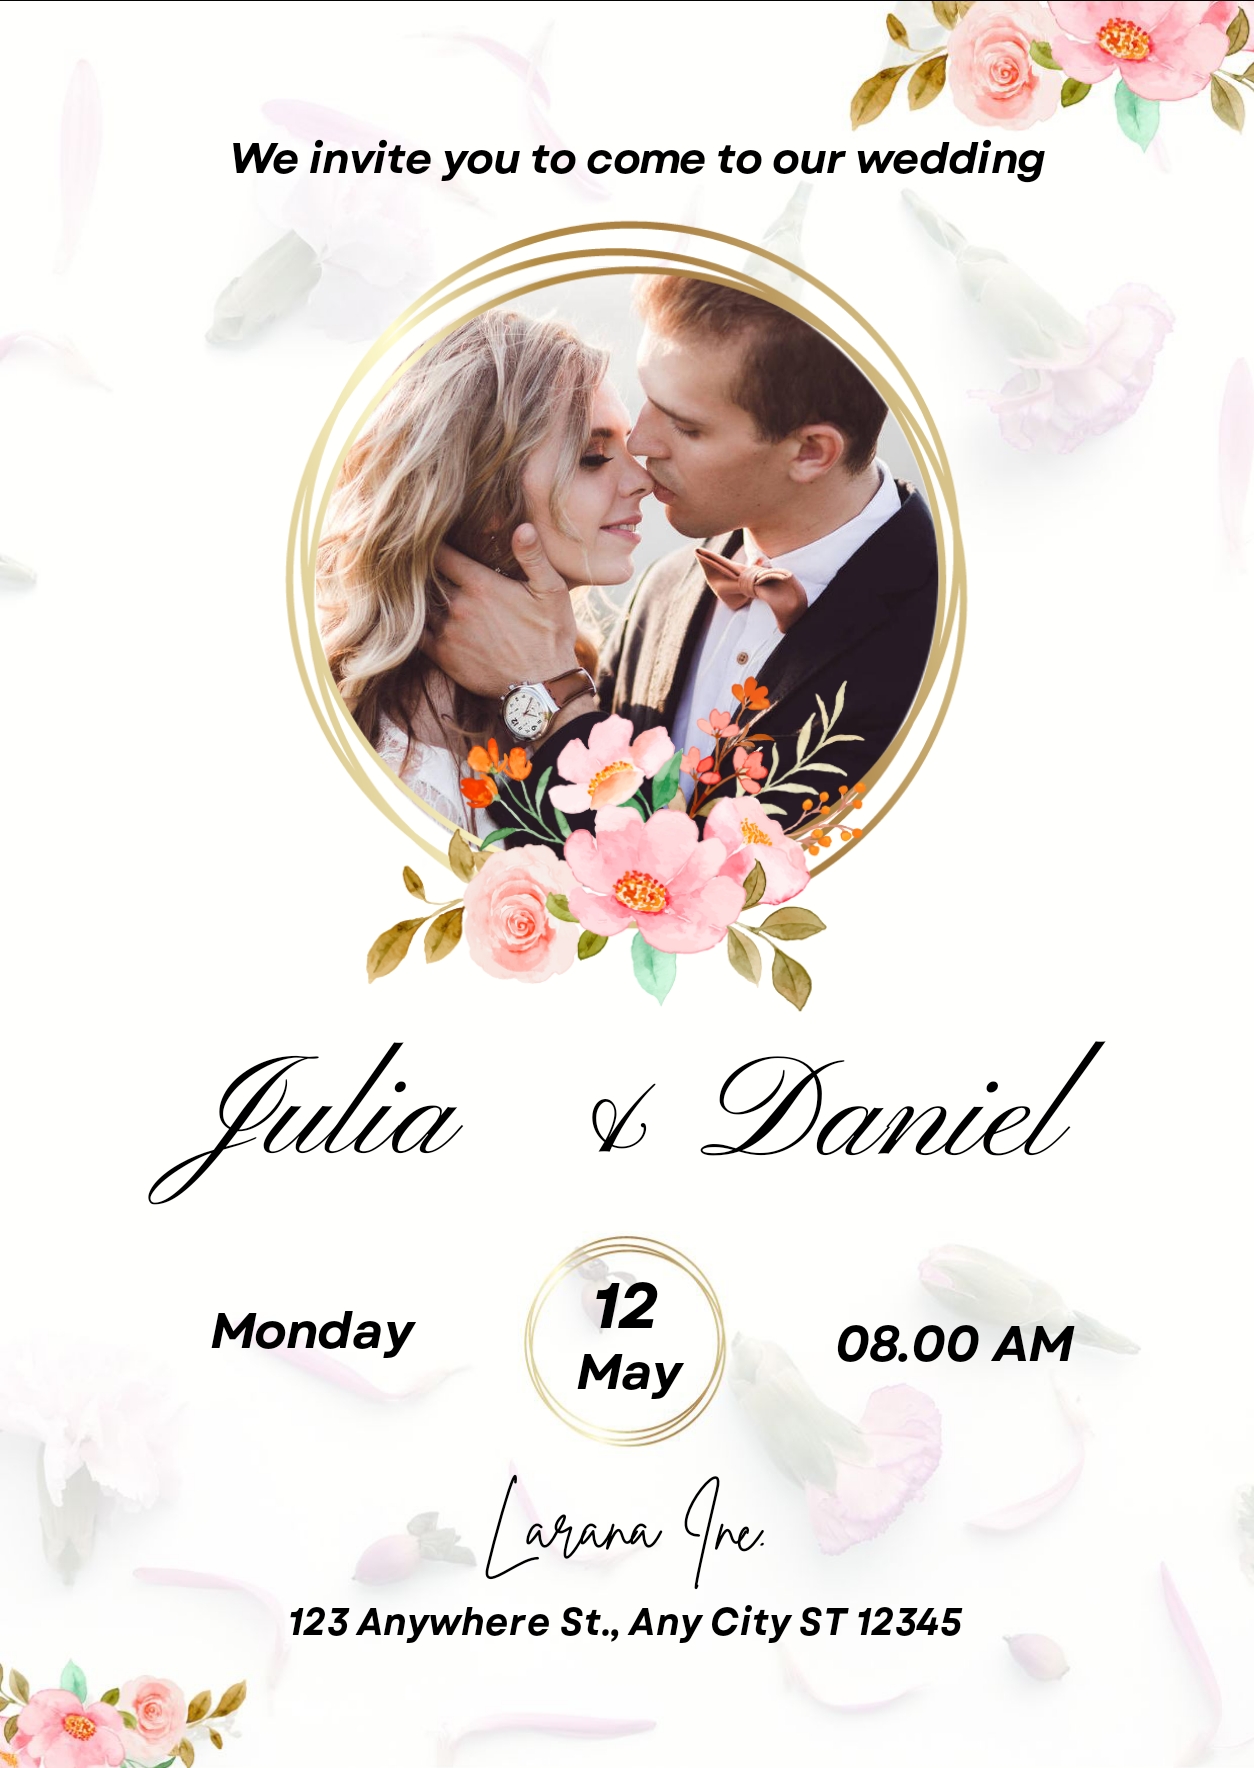 We invite you to come to our wedding
Julia & Daniel
Monday
12
May
08.00 AM
Larana Inc.
123 Anywhere St., Any City ST 12345